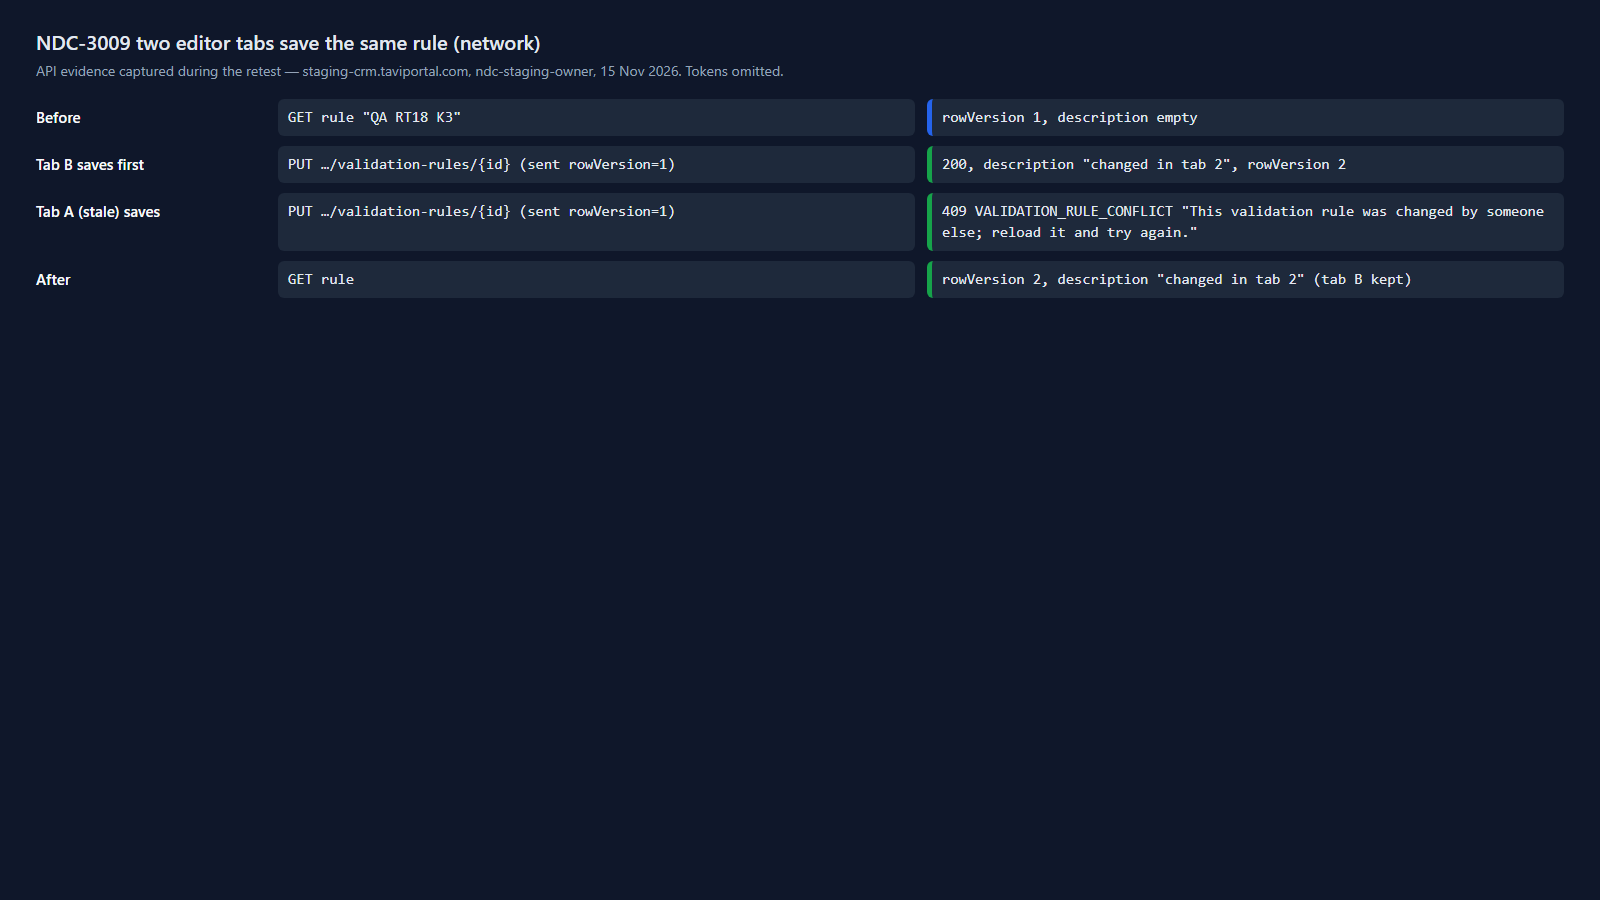 NDC-3009 two editor tabs save the same rule (network)
API evidence captured during the retest — staging-crm.taviportal.com, ndc-staging-owner, 15 Nov 2026. Tokens omitted.
Before
GET rule "QA RT18 K3"
rowVersion 1, description empty
Tab B saves first
PUT …/validation-rules/{id} (sent rowVersion=1)
200, description "changed in tab 2", rowVersion 2
Tab A (stale) saves
PUT …/validation-rules/{id} (sent rowVersion=1)
409 VALIDATION_RULE_CONFLICT "This validation rule was changed by someone
else; reload it and try again."
After
GET rule
rowVersion 2, description "changed in tab 2" (tab B kept)